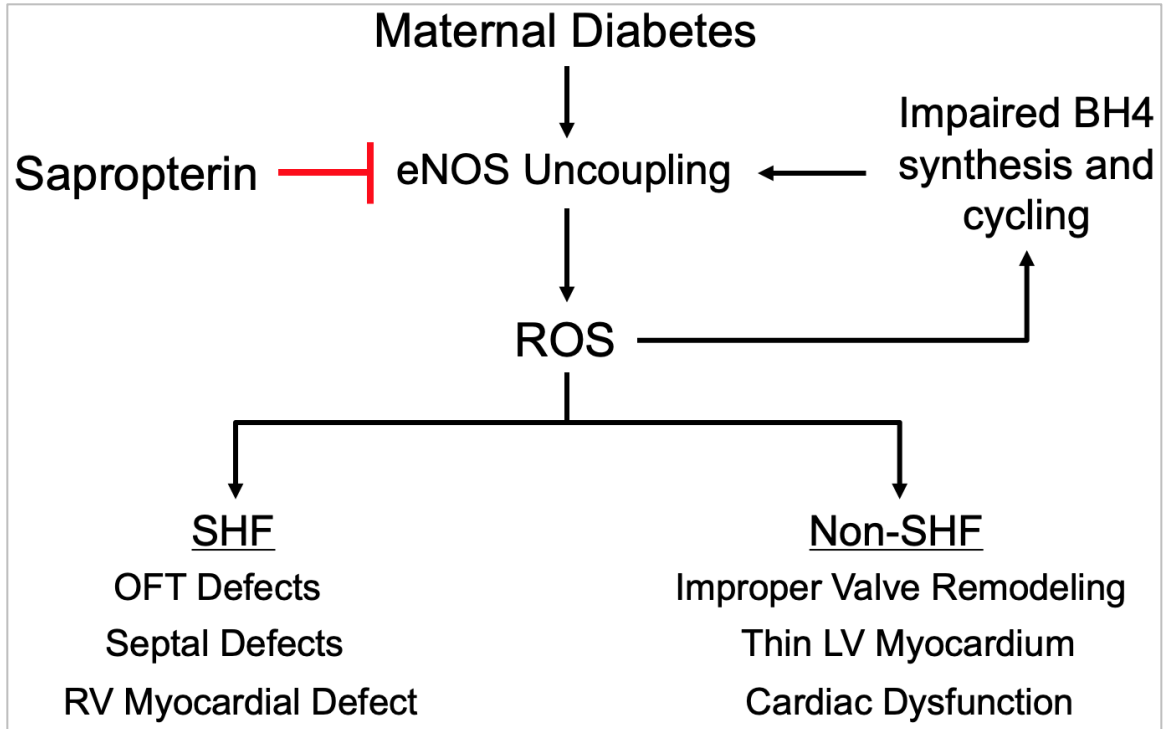 Maternal Diabetes
Impaired BH4
synthesis and
cycling
Sapropterin
eNOS Uncoupling
ROS
SHF
OFT Defects
Septal Defects
RV Myocardial Defect
Non-SHF
Improper Valve Remodeling
Thin LV Myocardium
Cardiac Dysfunction